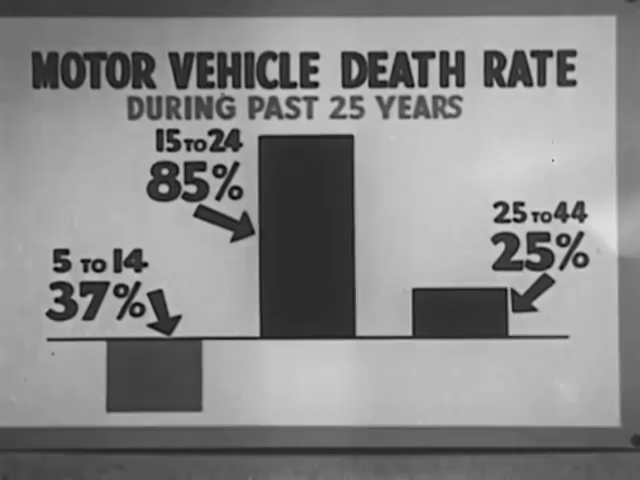 MOTOR VEHICLE DEATH RATE
DURING PAST 25 YEARS
15 TO 24
85%
25 TO 44
25%
5 TO 14
37%